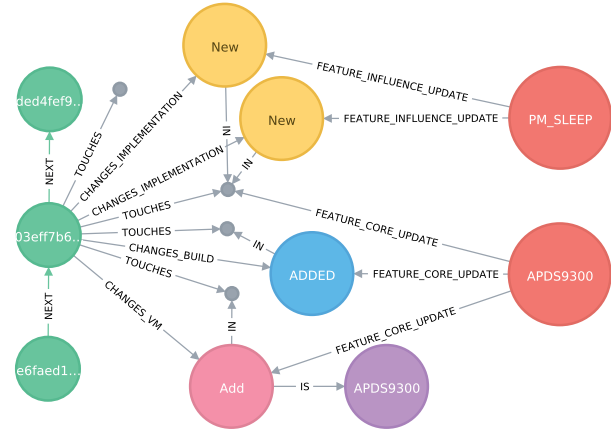 New
FEATURE_INFLUENCE_UPDATE
ded4fef9..
CHANGES_IMPLEMENTATION
New
FEATURE_INFLUENCE_UPDATE
PM_SLEEP
IN
TOUCHES
NEXT
CHANGES_IMPLEMENTATION
IN
TOUCHES
FEATURE_CORE_UPDATE
03eff7b6..
TOUCHES
IN
CHANGES_BUILD
TOUCHES
ADDED
FEATURE_CORE_UPDATE
APDS9300
NEXT
CHANGES_VM
IN
FEATURE_CORE_UPDATE
e6faed1...
Add
IS
APDS9300